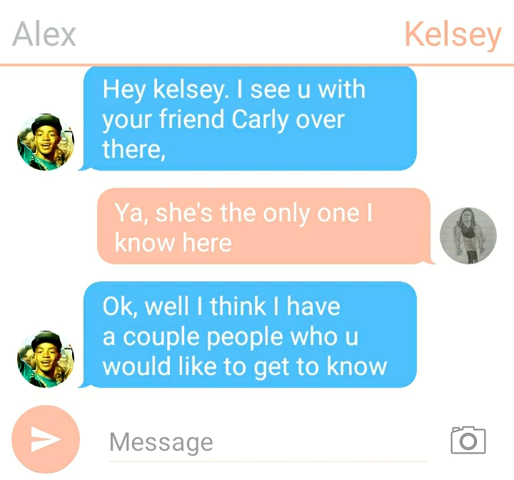 Alex
Kelsey
Hey kelsey. I see u with
your friend Carly over
there,
Ya, she's the only one I
know here
Ok, well I think I have
a couple people who u
would like to get to know
Message